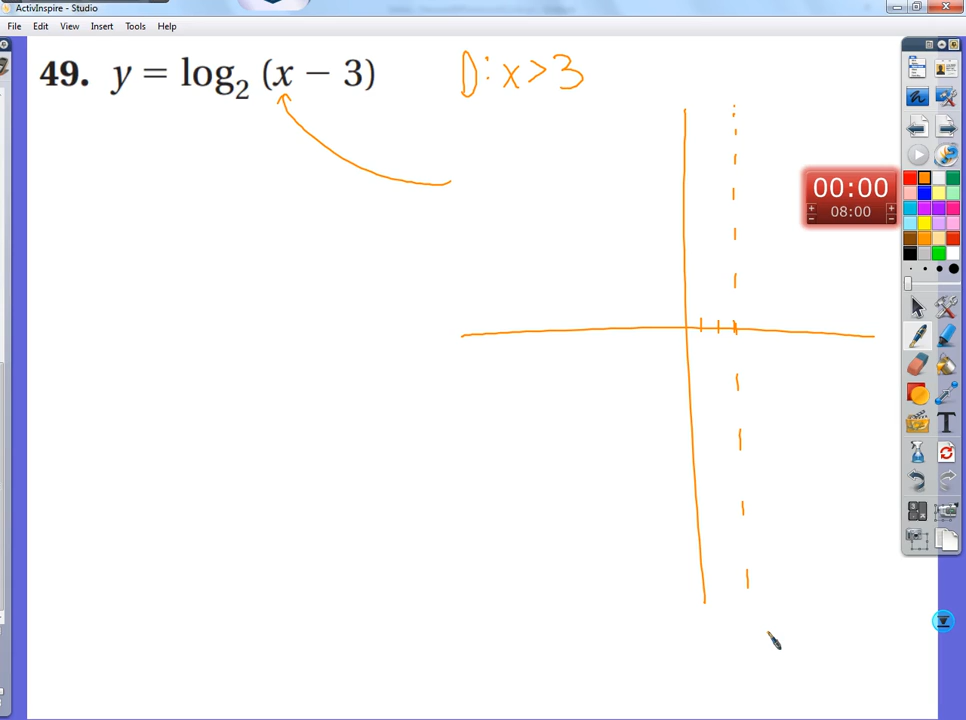 ActivInspire - Studio
File Edit View Insert Tools Help
49. y = log₂ (x − 3)
D: x > 3
00:00
08:00